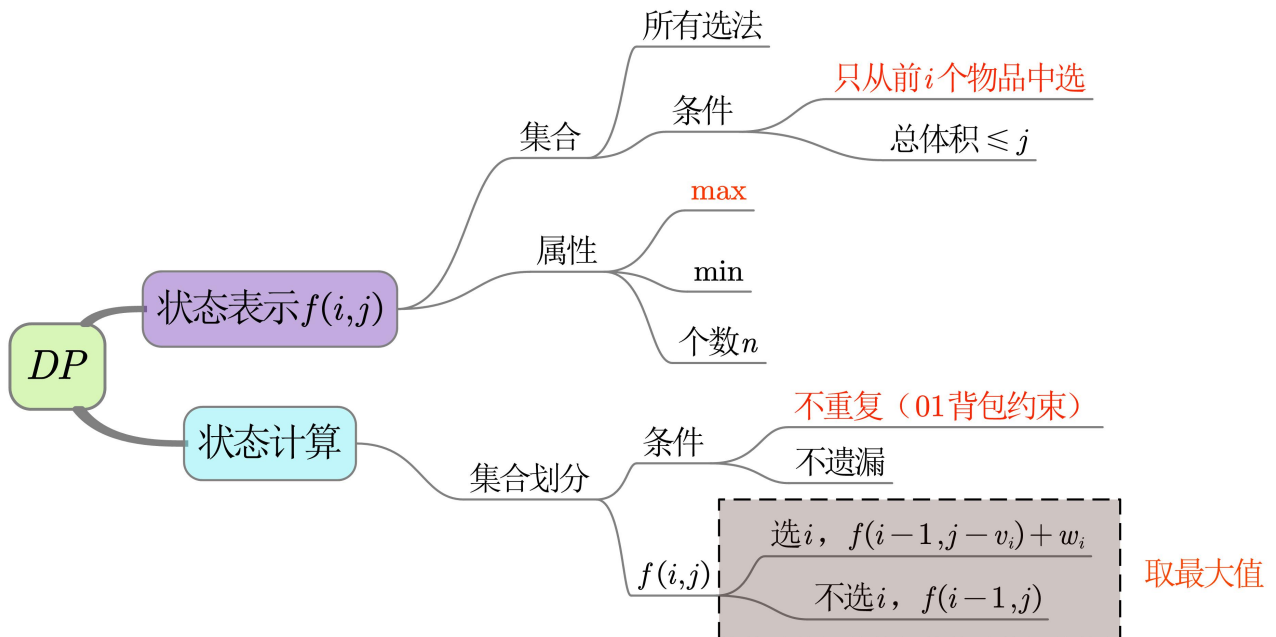 DP
状态表示f(i,j)
集合
所有选法
条件
只从前i个物品中选
总体积≤j
属性
max
min
个数n
状态计算
集合划分
条件
不重复（01背包约束）
不遗漏
f(i,j)
选i，f(i−1,j−vᵢ)+wᵢ
不选i，f(i−1,j)
取最大值